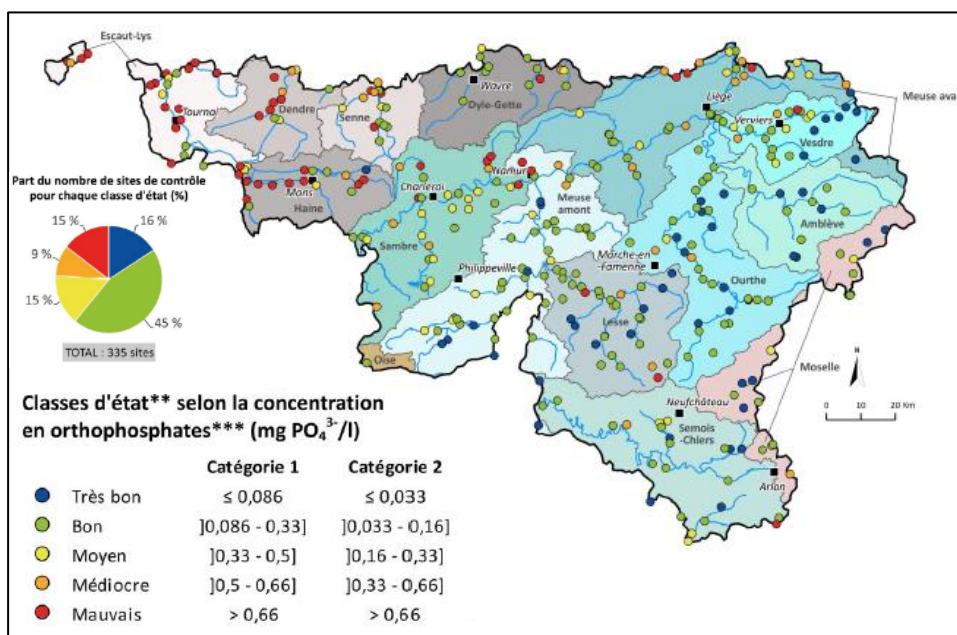 Escaut-Lys
Tournai
Dendre
Senne
Wavre
Dyle-Gette
Liège
Meuse ava
Verviers
Vesdre
Part du nombre de sites de contrôle
pour chaque classe d'état (%)
Mons
Haine
Charleroi
Namur
Meuse
amont
Amblève
Sambre
Philippeville
Marche-en
-Famenne
Ourthe
Lesse
Oise
15 %
16 %
9 %
15 %
45 %
TOTAL : 335 sites
Moselle
N
0 10 20 Km
Neufchâteau
Semois
-Chiers
Arlon
Classes d'état** selon la concentration
en orthophosphates*** (mg PO₄³⁻/l)
Catégorie 1 Catégorie 2
Très bon ≤ 0,086 ≤ 0,033
Bon ]0,086 - 0,33] ]0,033 - 0,16]
Moyen ]0,33 - 0,5] ]0,16 - 0,33]
Médiocre ]0,5 - 0,66] ]0,33 - 0,66]
Mauvais > 0,66 > 0,66